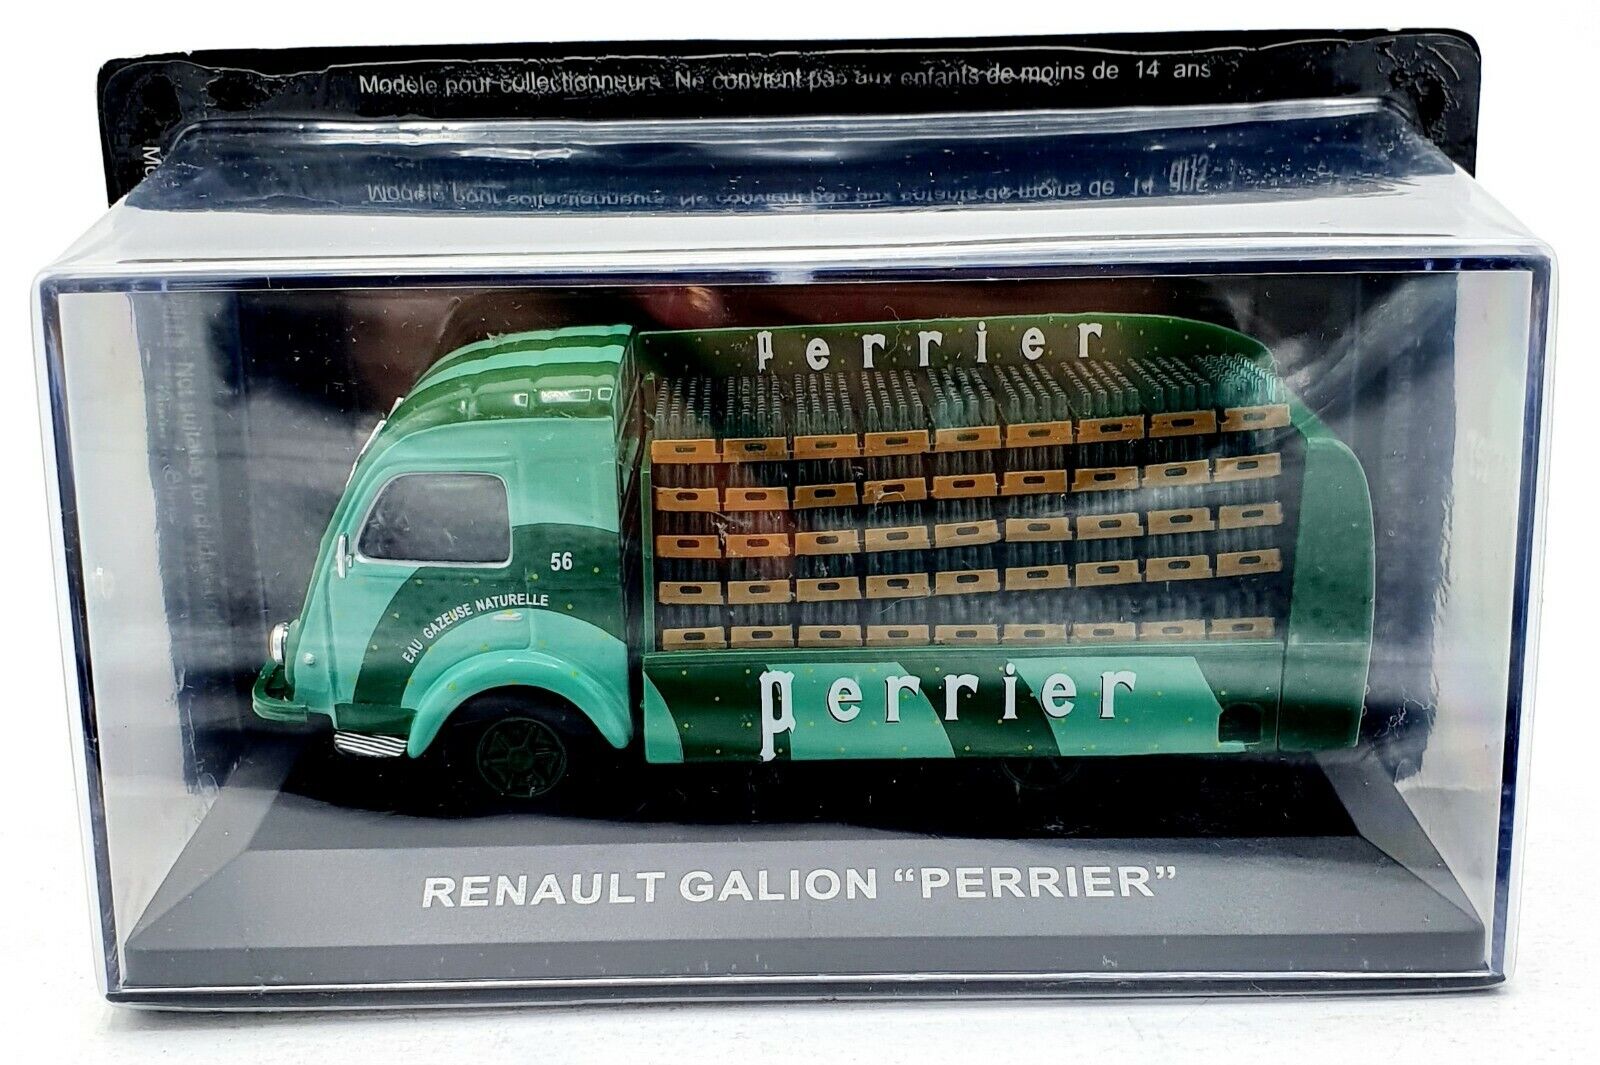 Modèle pour collectionneurs. Ne convient pas aux enfants de moins de 14 ans
perrier
56
EAU GAZEUSE NATURELLE
perrier
RENAULT GALION “PERRIER”